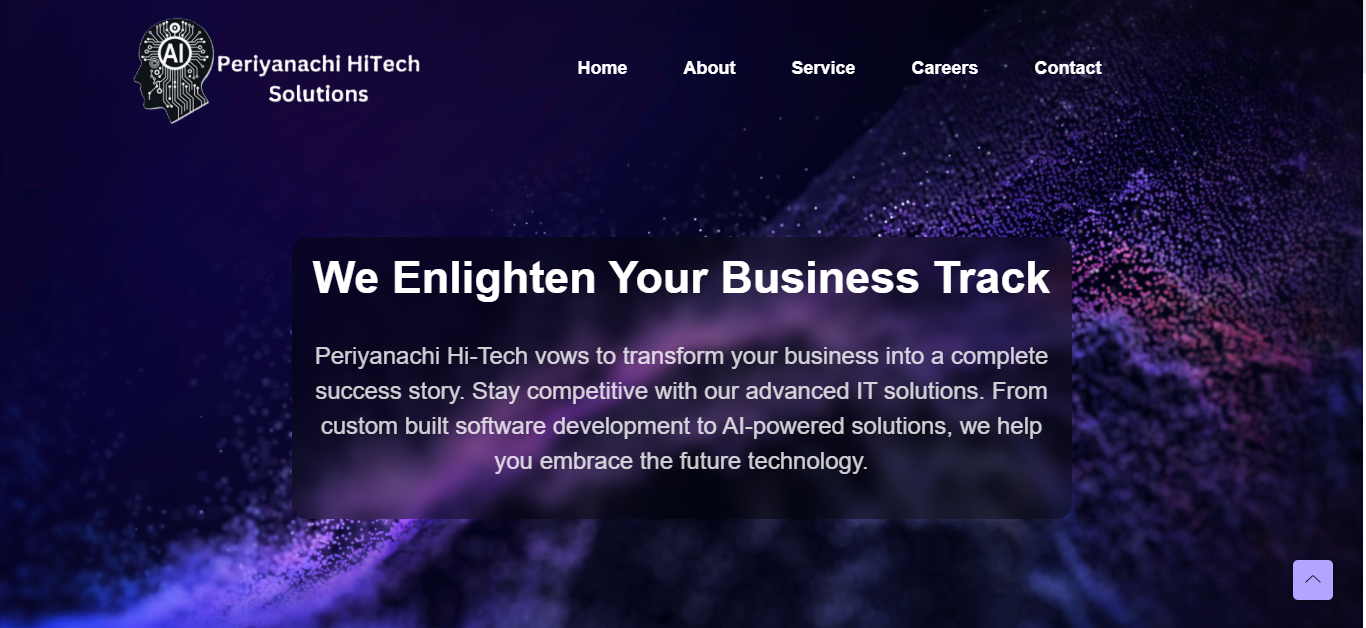 AI
Periyanachi HiTech
Solutions
Home About Service Careers Contact
We Enlighten Your Business Track
Periyanachi Hi-Tech vows to transform your business into a complete
success story. Stay competitive with our advanced IT solutions. From
custom built software development to AI-powered solutions, we help
you embrace the future technology.